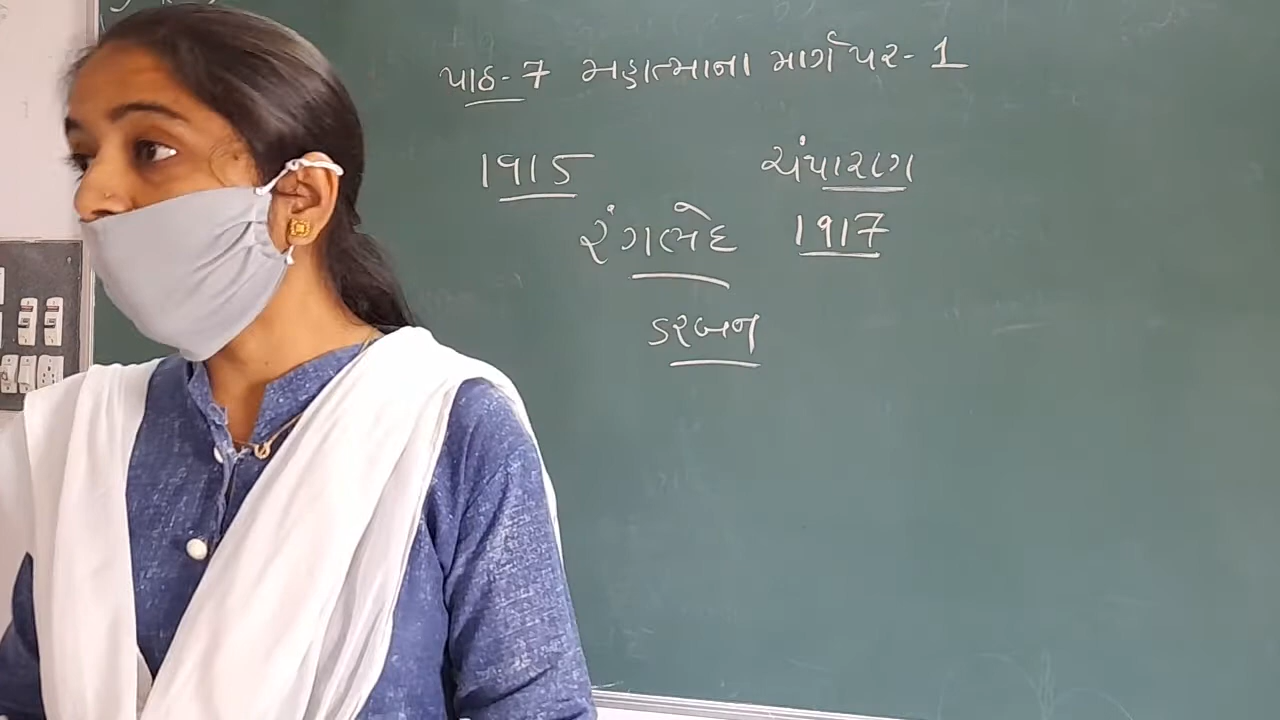 પાઠ-7 મહાત્માના માર્ગ પર-1
1915 ચંપારણ
રંગભેદ 1917
ડરબન